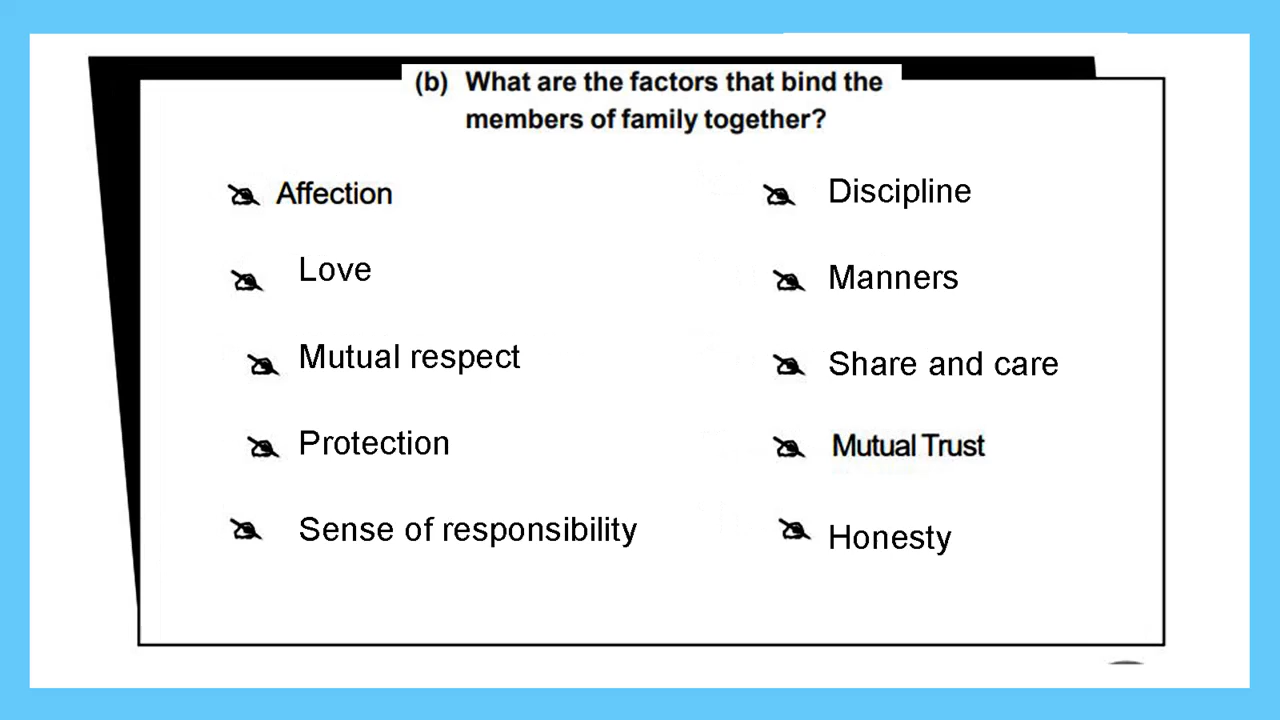 (b) What are the factors that bind the
members of family together?
Affection
Love
Mutual respect
Protection
Sense of responsibility
Discipline
Manners
Share and care
Mutual Trust
Honesty